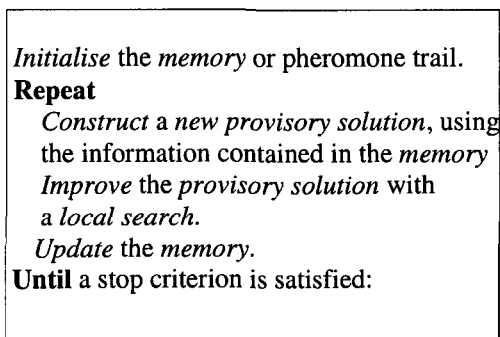 Initialise the memory or pheromone trail.
Repeat
Construct a new provisory solution, using
the information contained in the memory
Improve the provisory solution with
a local search.
Update the memory.
Until a stop criterion is satisfied: